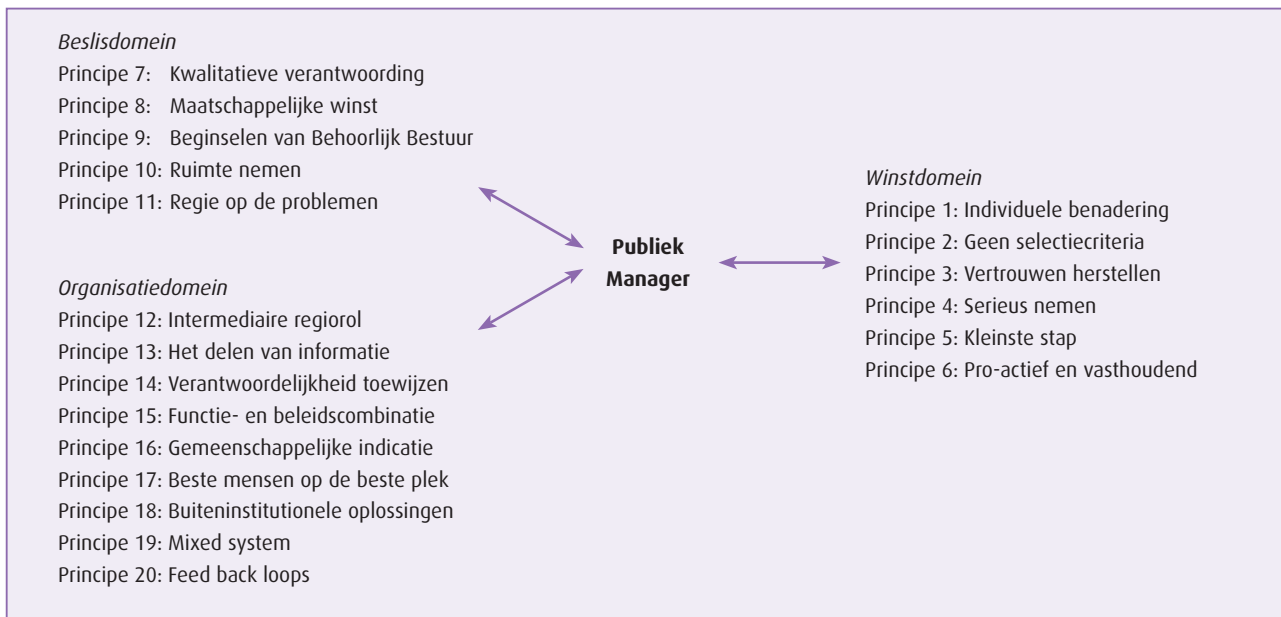 Beslisdomein
Principe 7: Kwalitatieve verantwoording
Principe 8: Maatschappelijke winst
Principe 9: Beginselen van Behoorlijk Bestuur
Principe 10: Ruimte nemen
Principe 11: Regie op de problemen
Organisatiedomein
Principe 12: Intermediaire regiorol
Principe 13: Het delen van informatie
Principe 14: Verantwoordelijkheid toewijzen
Principe 15: Functie- en beleidscombinatie
Principe 16: Gemeenschappelijke indicatie
Principe 17: Beste mensen op de beste plek
Principe 18: Buiteninstitutionele oplossingen
Principe 19: Mixed system
Principe 20: Feed back loops
Publiek
Manager
Winstdomein
Principe 1: Individuele benadering
Principe 2: Geen selectiecriteria
Principe 3: Vertrouwen herstellen
Principe 4: Serieus nemen
Principe 5: Kleinste stap
Principe 6: Pro-actief en vasthoudend